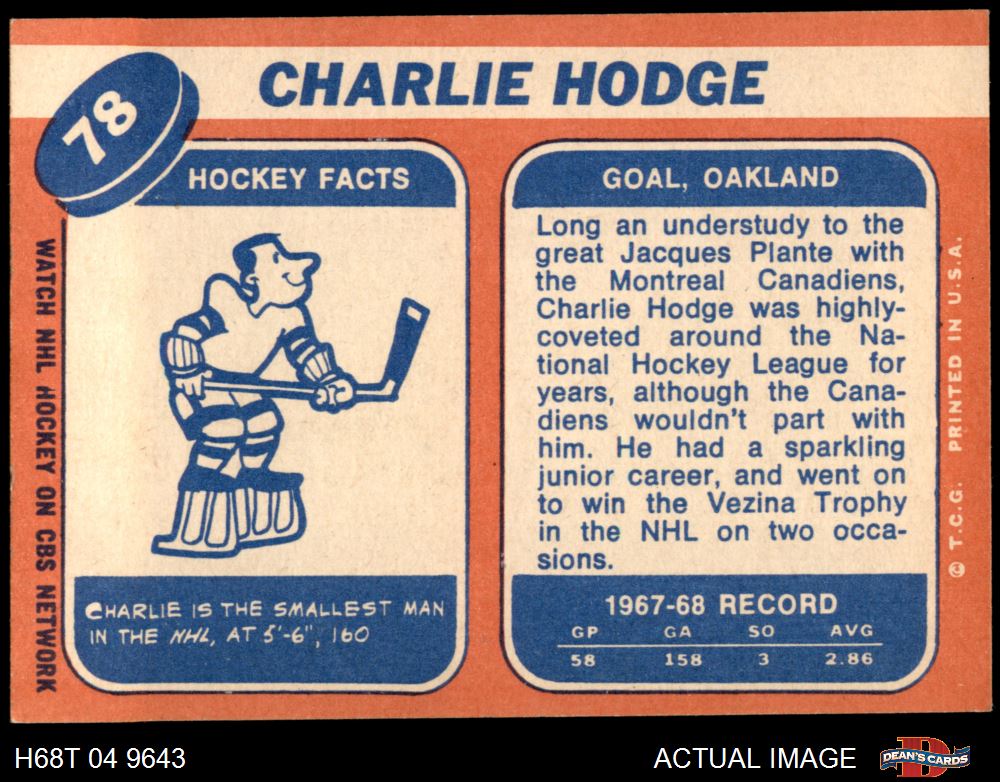 78
CHARLIE HODGE
HOCKEY FACTS
CHARLIE IS THE SMALLEST MAN
IN THE NHL, AT 5'-6", 160
WATCH NHL HOCKEY ON CBS NETWORK
GOAL, OAKLAND
Long an understudy to the
great Jacques Plante with
the Montreal Canadiens,
Charlie Hodge was highly-
coveted around the Na-
tional Hockey League for
years, although the Cana-
diens wouldn't part with
him. He had a sparkling
junior career, and went on
to win the Vezina Trophy
in the NHL on two occa-
sions.
1967-68 RECORD
GP GA SO AVG
58 158 3 2.86
© T.C.G. PRINTED IN U.S.A.
H68T 04 9643
ACTUAL IMAGE
DEAN'S CARDS